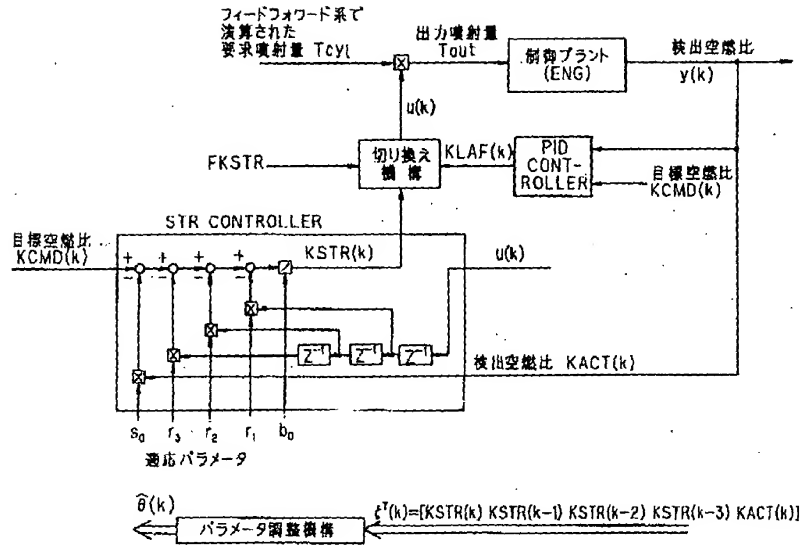 フィードフォワード系で
演算された
要求噴射量 Tcyl
出力噴射量
Tout
制御プラント
(ENG)
検出空燃比
y(k)
u(k)
FKSTR
切り換え
機構
KLAF(k)
PID
CONT-
ROLLER
目標空燃比
KCMD(k)
STR CONTROLLER
目標空燃比
KCMD(k)
+ + + +
− − − −
KSTR(k)
u(k)
Z⁻¹ Z⁻¹ Z⁻¹
検出空燃比 KACT(k)
s₀ r₃ r₂ r₁ b₀
適応パラメータ
θ̂(k)
パラメータ調整機構
ζᵀ(k)=[KSTR(k) KSTR(k-1) KSTR(k-2) KSTR(k-3) KACT(k)]